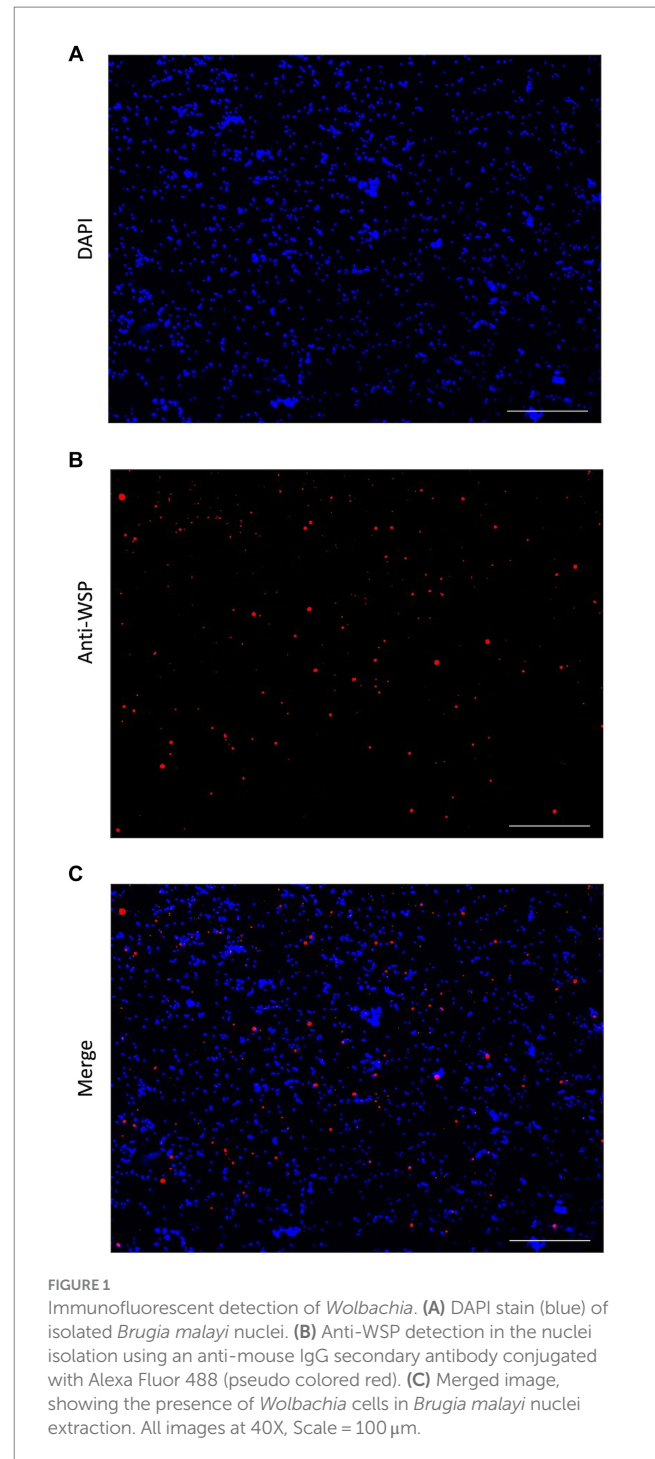 A
DAPI
B
Anti-WSP
C
Merge
FIGURE 1
Immunofluorescent detection of Wolbachia. (A) DAPI stain (blue) of
isolated Brugia malayi nuclei. (B) Anti-WSP detection in the nuclei
isolation using an anti-mouse IgG secondary antibody conjugated
with Alexa Fluor 488 (pseudo colored red). (C) Merged image,
showing the presence of Wolbachia cells in Brugia malayi nuclei
extraction. All images at 40X, Scale = 100 μm.